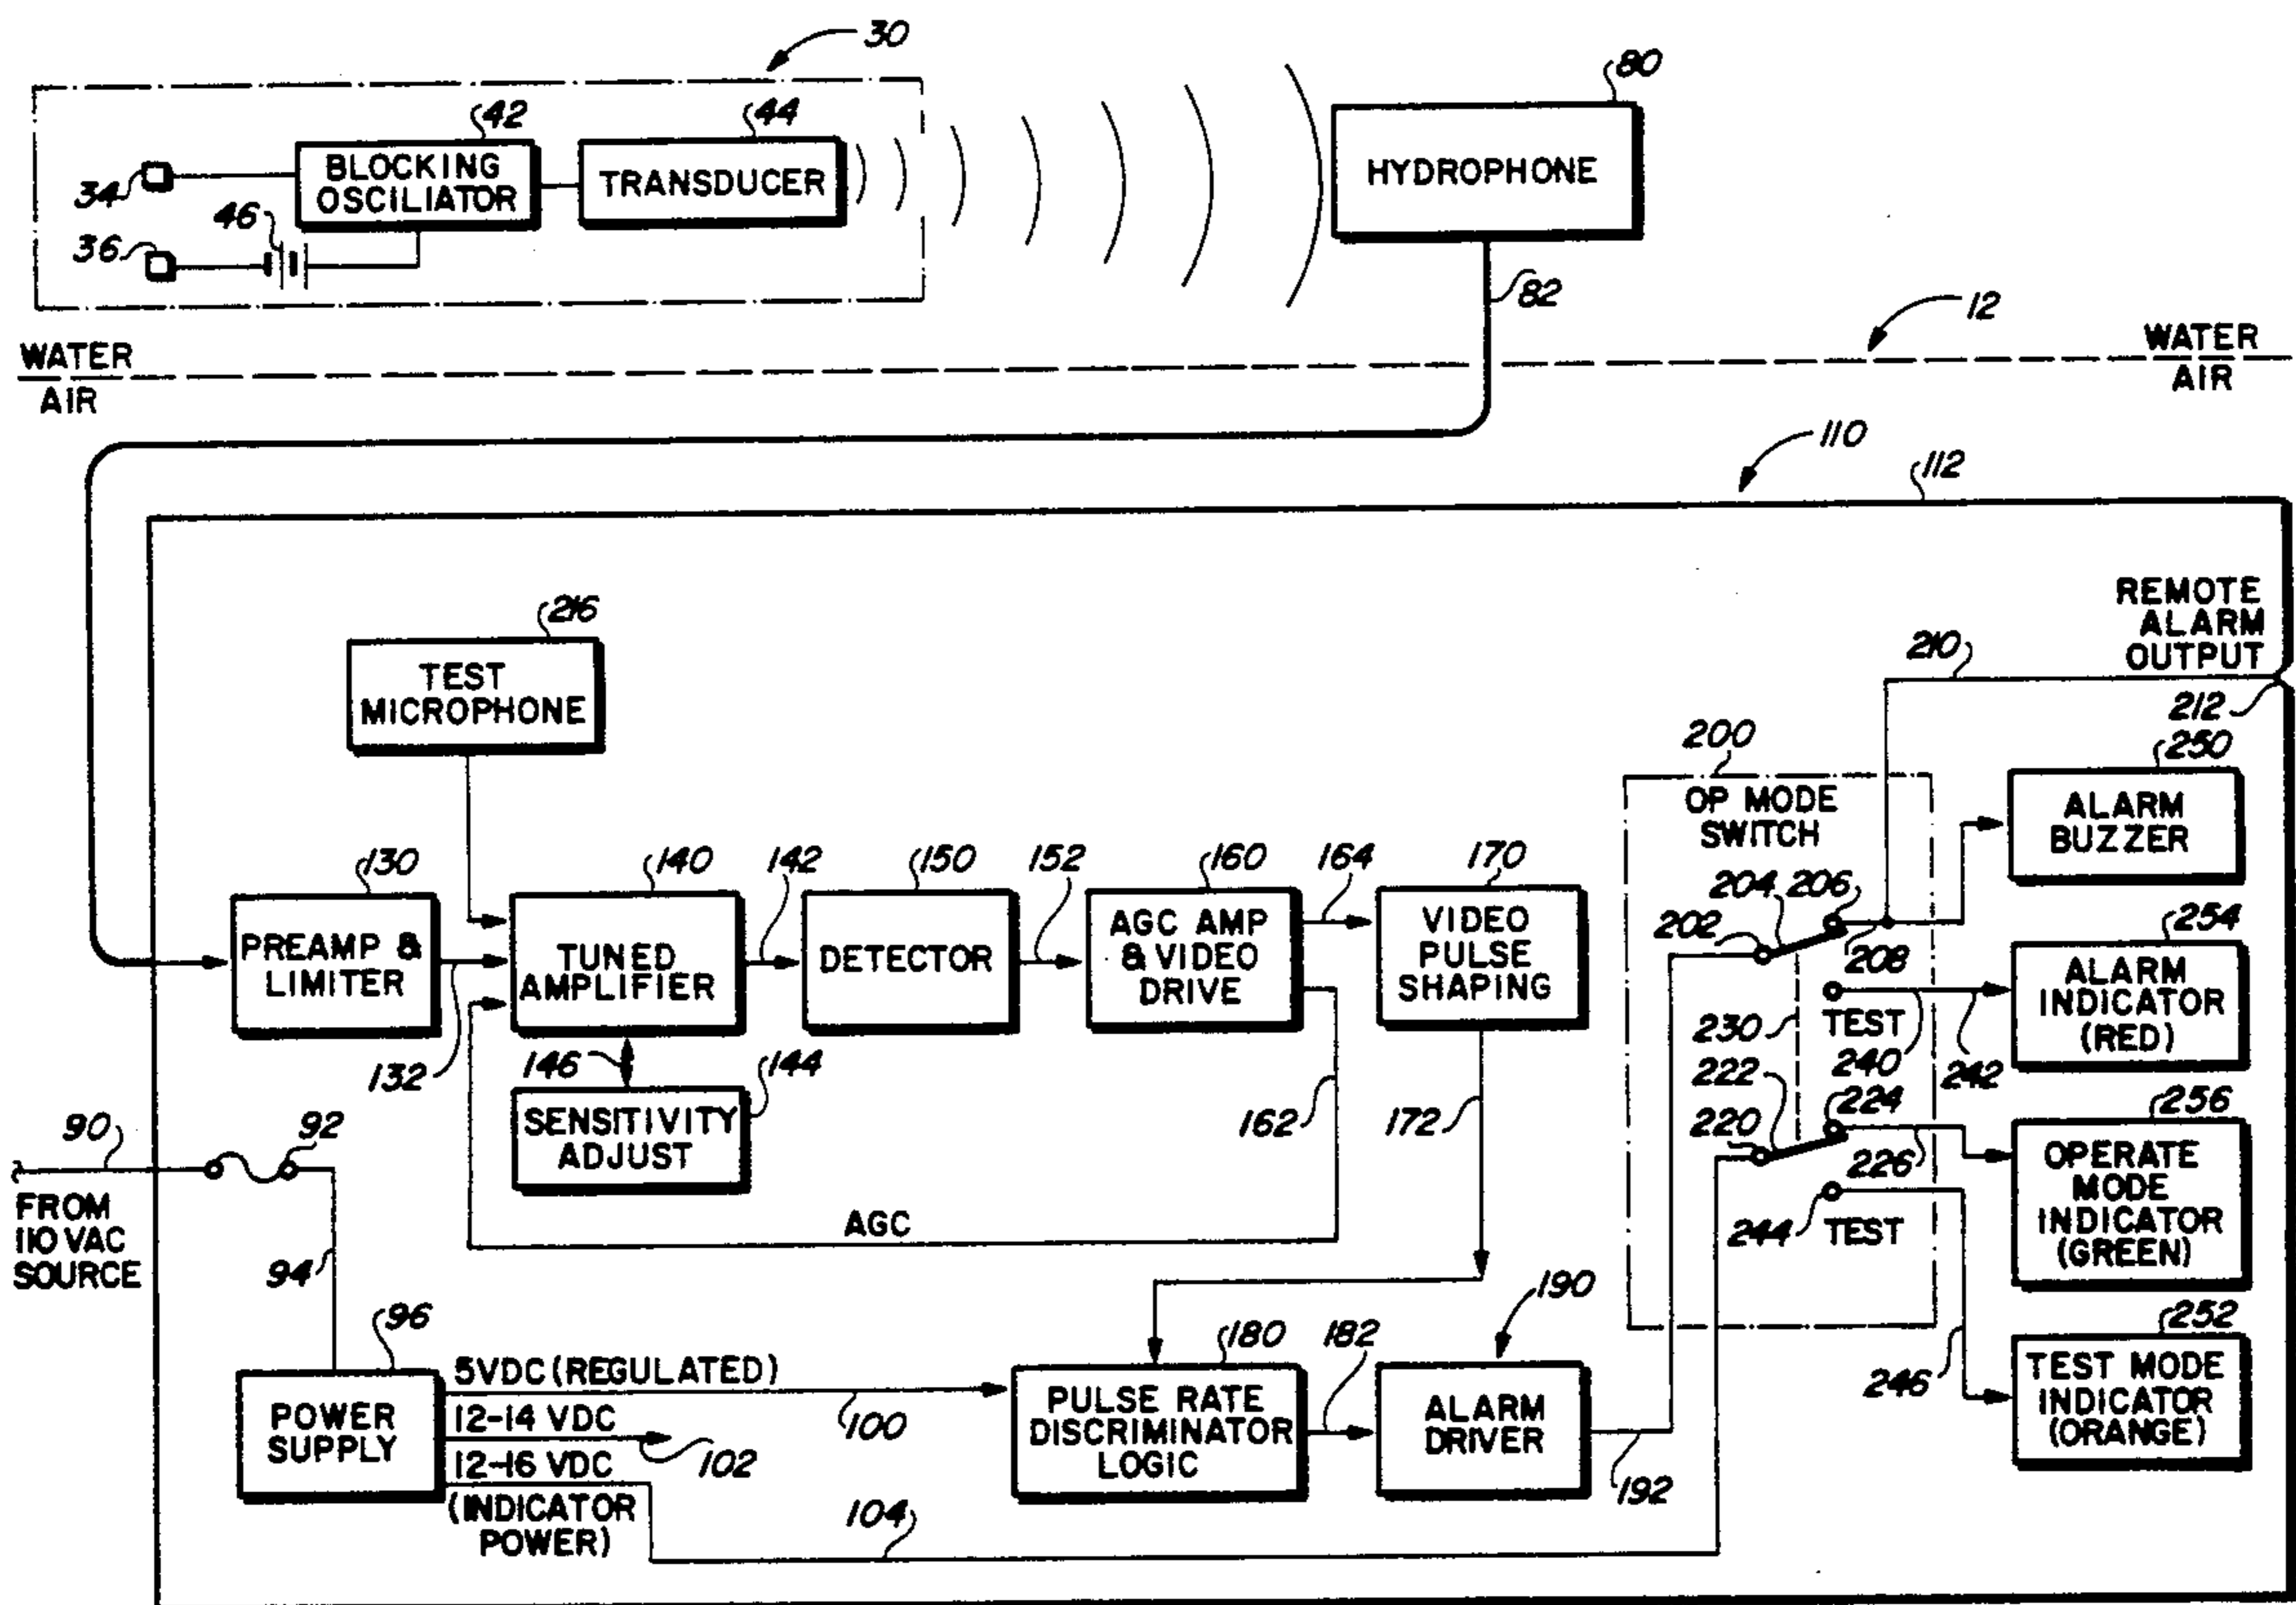 30
80
42
44
BLOCKING
OSCILIATOR
TRANSDUCER
HYDROPHONE
34
36
46
82
12
WATER
AIR
WATER
AIR
110
112
216
TEST
MICROPHONE
REMOTE
ALARM
OUTPUT
210
212
200
250
OP MODE
SWITCH
ALARM
BUZZER
130
140
142
150
152
160
164
170
204
206
202
208
254
PREAMP &
LIMITER
TUNED
AMPLIFIER
DETECTOR
AGC AMP
& VIDEO
DRIVE
VIDEO
PULSE
SHAPING
ALARM
INDICATOR
(RED)
132
146
144
230
TEST
240
242
SENSITIVITY
ADJUST
162
172
222
224
220
226
256
90
92
OPERATE
MODE
INDICATOR
(GREEN)
FROM
110 VAC
SOURCE
94
AGC
244
TEST
96
180
182
190
246
252
POWER
SUPPLY
5VDC (REGULATED)
100
12-14 VDC
102
12-16 VDC
(INDICATOR
POWER)
104
PULSE RATE
DISCRIMINATOR
LOGIC
ALARM
DRIVER
192
TEST MODE
INDICATOR
(ORANGE)